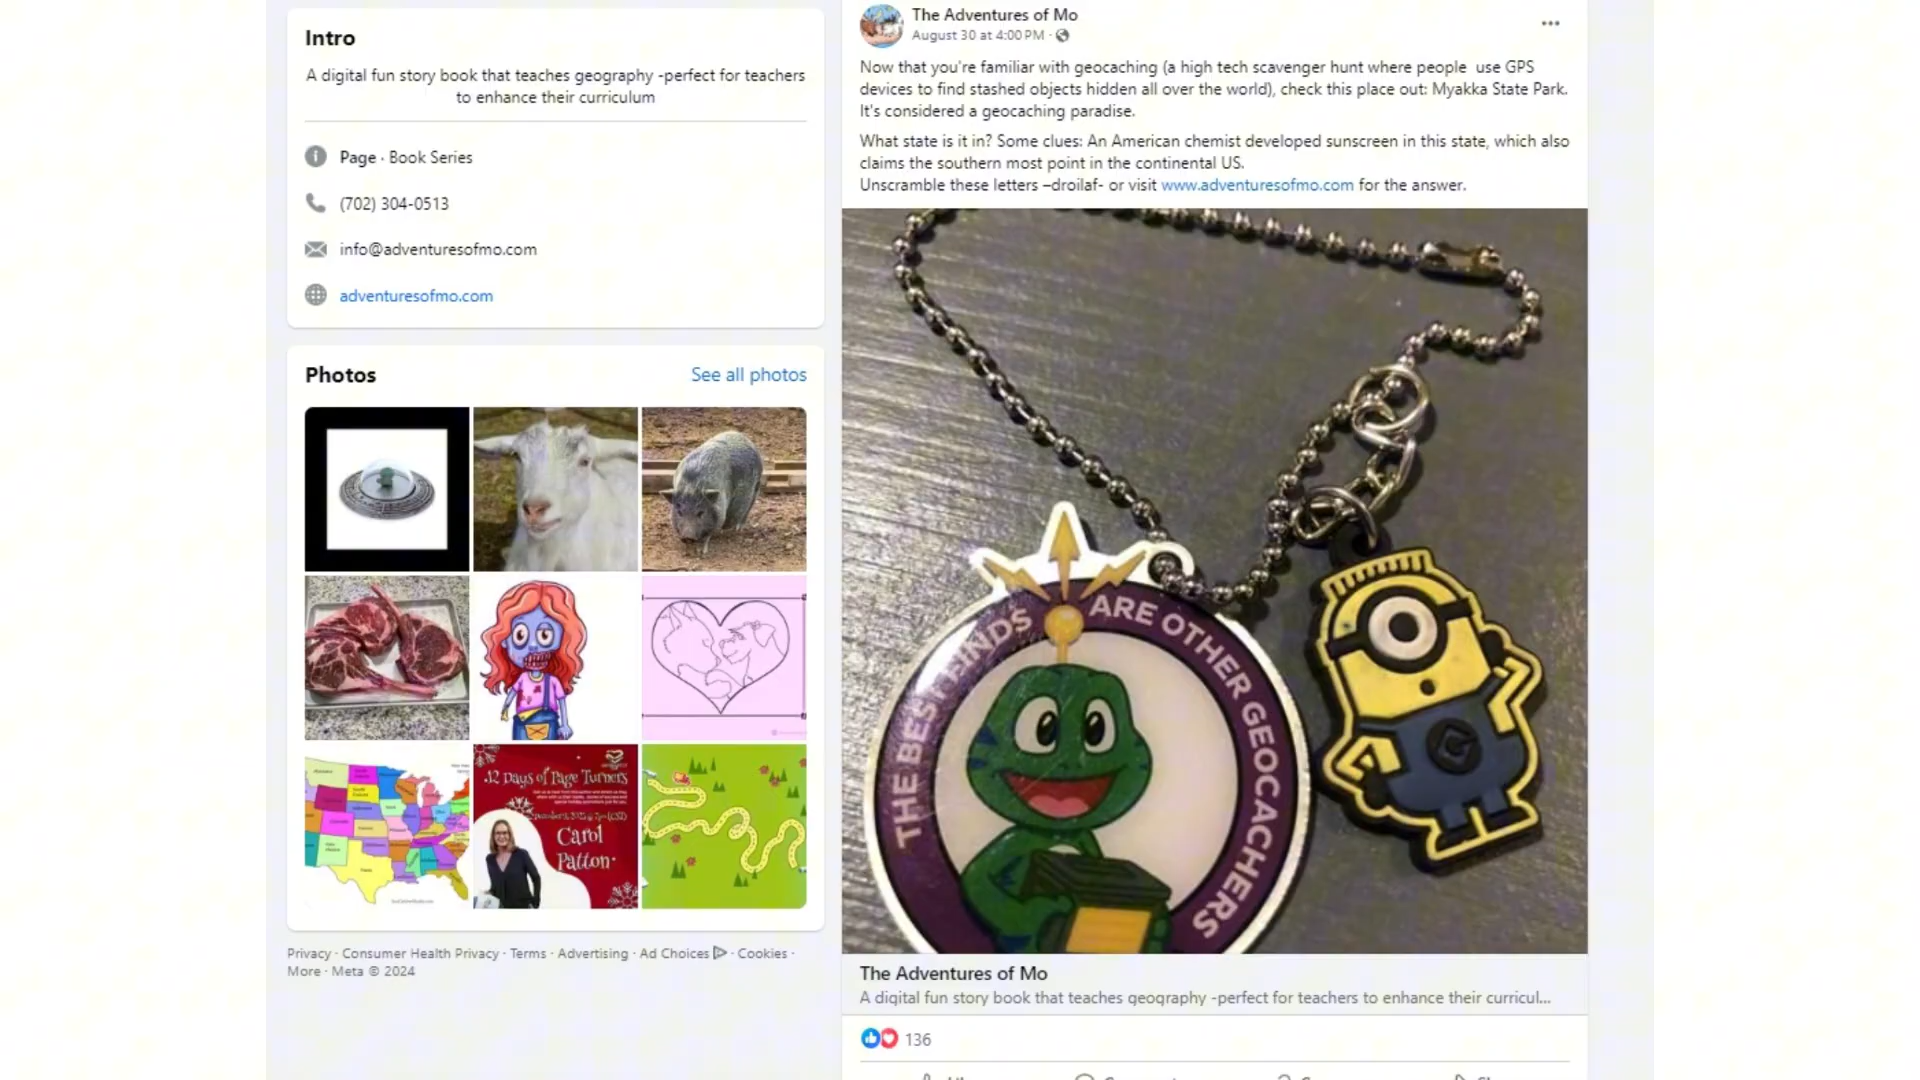 Intro
A digital fun story book that teaches geography -perfect for teachers
to enhance their curriculum
Page · Book Series
(702) 304-0513
info@adventuresofmo.com
adventuresofmo.com
Photos
See all photos
12 Days of Page Turners
Carol
Patton
Privacy · Consumer Health Privacy · Terms · Advertising · Ad Choices · Cookies ·
More · Meta © 2024
The Adventures of Mo
August 30 at 4:00 PM ·
Now that you're familiar with geocaching (a high tech scavenger hunt where people use GPS
devices to find stashed objects hidden all over the world), check this place out: Myakka State Park.
It's considered a geocaching paradise.
What state is it in? Some clues: An American chemist developed sunscreen in this state, which also
claims the southern most point in the continental US.
Unscramble these letters –droilaf- or visit www.adventuresofmo.com for the answer.
THE BEST FRIENDS ARE OTHER GEOCACHERS
The Adventures of Mo
A digital fun story book that teaches geography -perfect for teachers to enhance their curricul...
136